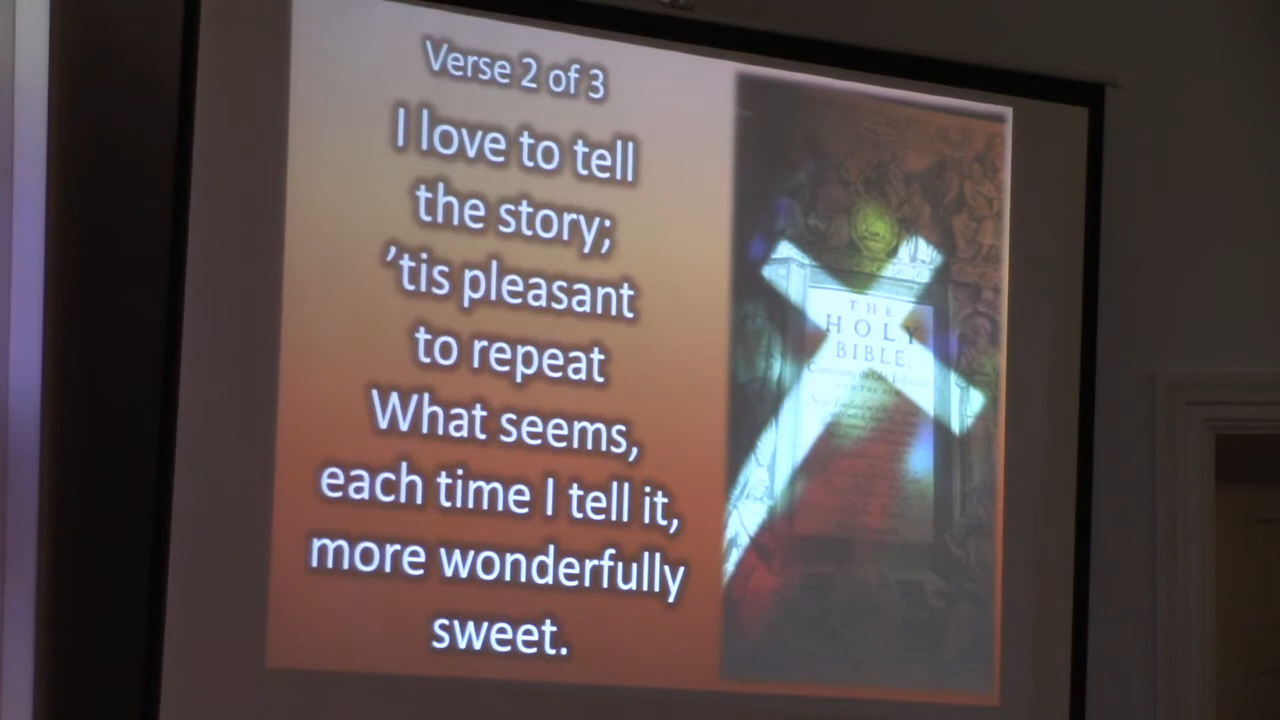 Verse 2 of 3
I love to tell
the story;
’tis pleasant
to repeat
What seems,
each time I tell it,
more wonderfully
sweet.
THE
HOLY
BIBLE,